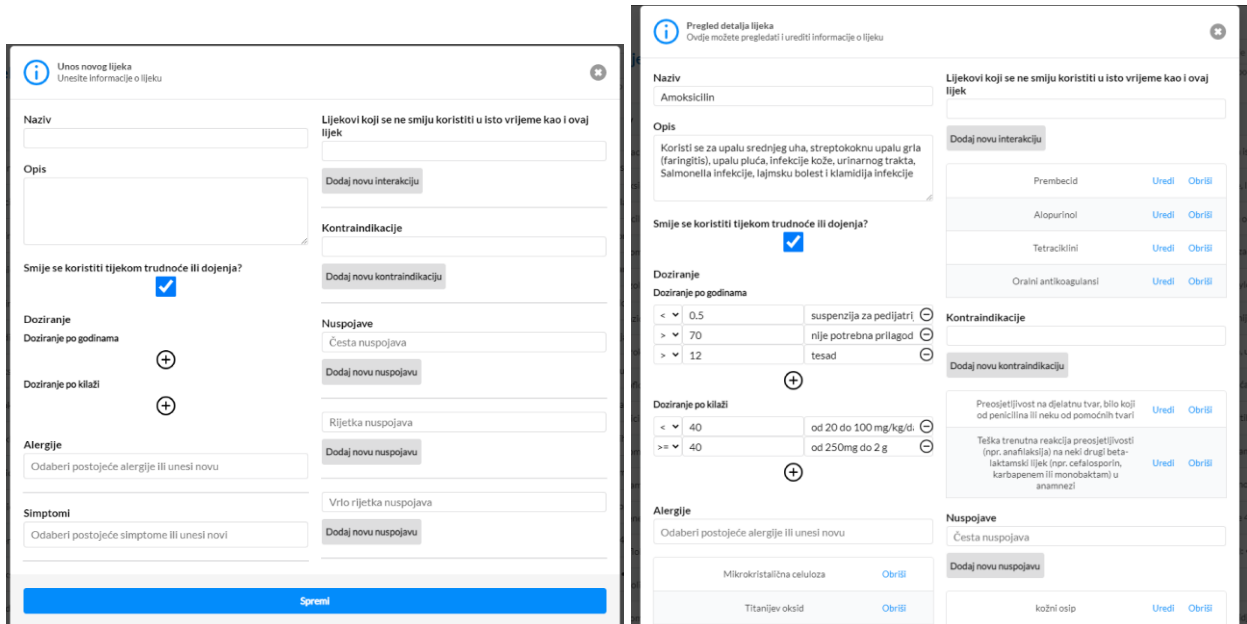 Unos novog lijeka
Unesite informacije o lijeku
Naziv
Opis
Smije se koristiti tijekom trudnoće ili dojenja?
Doziranje
Doziranje po godinama
Doziranje po kilaži
Alergije
Odaberi postojeće alergije ili unesi novu
Simptomi
Odaberi postojeće simptome ili unesi novi
Lijekovi koji se ne smiju koristiti u isto vrijeme kao i ovaj
lijek
Dodaj novu interakciju
Kontraindikacije
Dodaj novu kontraindikaciju
Nuspojave
Česta nuspojava
Dodaj novu nuspojavu
Rijetka nuspojava
Dodaj novu nuspojavu
Vrlo rijetka nuspojava
Dodaj novu nuspojavu
Spremi
Pregled detalja lijeka
Ovdje možete pregledati i urediti informacije o lijeku
Naziv
Amoksicilin
Opis
Koristi se za upalu srednjeg uha, streptokoknu upalu grla
(faringitis), upalu pluća, infekcije kože, urinarnog trakta,
Salmonella infekcije, lajmsku bolest i klamidija infekcije
Smije se koristiti tijekom trudnoće ili dojenja?
Doziranje
Doziranje po godinama
< 0.5 suspenzija za pedijatrij
> 70 nije potrebna prilagod
> 12 tesad
Doziranje po kilaži
< 40 od 20 do 100 mg/kg/da
>= 40 od 250mg do 2 g
Alergije
Odaberi postojeće alergije ili unesi novu
Mikrokristalična celuloza Obriši
Titanijev oksid Obriši
Lijekovi koji se ne smiju koristiti u isto vrijeme kao i ovaj
lijek
Dodaj novu interakciju
Prembecid Uredi Obriši
Alopurinol Uredi Obriši
Tetraciklini Uredi Obriši
Oralni antikoagulansi Uredi Obriši
Kontraindikacije
Dodaj novu kontraindikaciju
Preosjetljivost na djelatnu tvar, bilo koji
od penicilina ili neku od pomoćnih tvari
Uredi Obriši
Teška trenutna reakcija preosjetljivosti
(npr. anafilaksija) na neki drugi beta-
laktamski lijek (npr. cefalosporin,
karbapenem ili monobaktam) u
anamnezi
Uredi Obriši
Nuspojave
Česta nuspojava
Dodaj novu nuspojavu
kožni osip Uredi Obriši